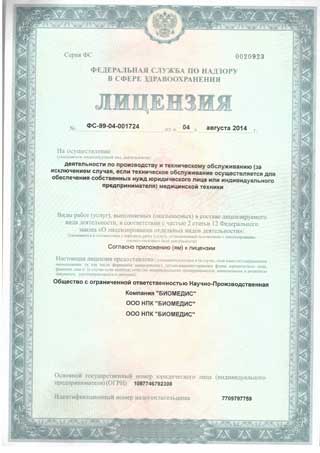 Серия ФС 0020923
ФЕДЕРАЛЬНАЯ СЛУЖБА ПО НАДЗОРУ
В СФЕРЕ ЗДРАВООХРАНЕНИЯ
ЛИЦЕНЗИЯ
№ ФС-99-04-001724 от « 04 » августа 2014 г.
На осуществление
деятельности по производству и техническому обслуживанию (за
исключением случая, если техническое обслуживание осуществляется для
обеспечения собственных нужд юридического лица или индивидуального
предпринимателя) медицинской техники
Виды работ (услуг), выполняемых (оказываемых) в составе лицензируемого
вида деятельности, в соответствии с частью 2 статьи 12 Федерального
закона «О лицензировании отдельных видов деятельности»:
Согласно приложению (ям) к лицензии
Настоящая лицензия предоставлена
Общество с ограниченной ответственностью Научно-Производственная
Компания "БИОМЕДИС"
ООО НПК "БИОМЕДИС"
ООО НПК "БИОМЕДИС"
Основной государственный номер юридического лица (индивидуального
предпринимателя) (ОГРН) 1087746782308
Идентификационный номер налогоплательщика 7709797759